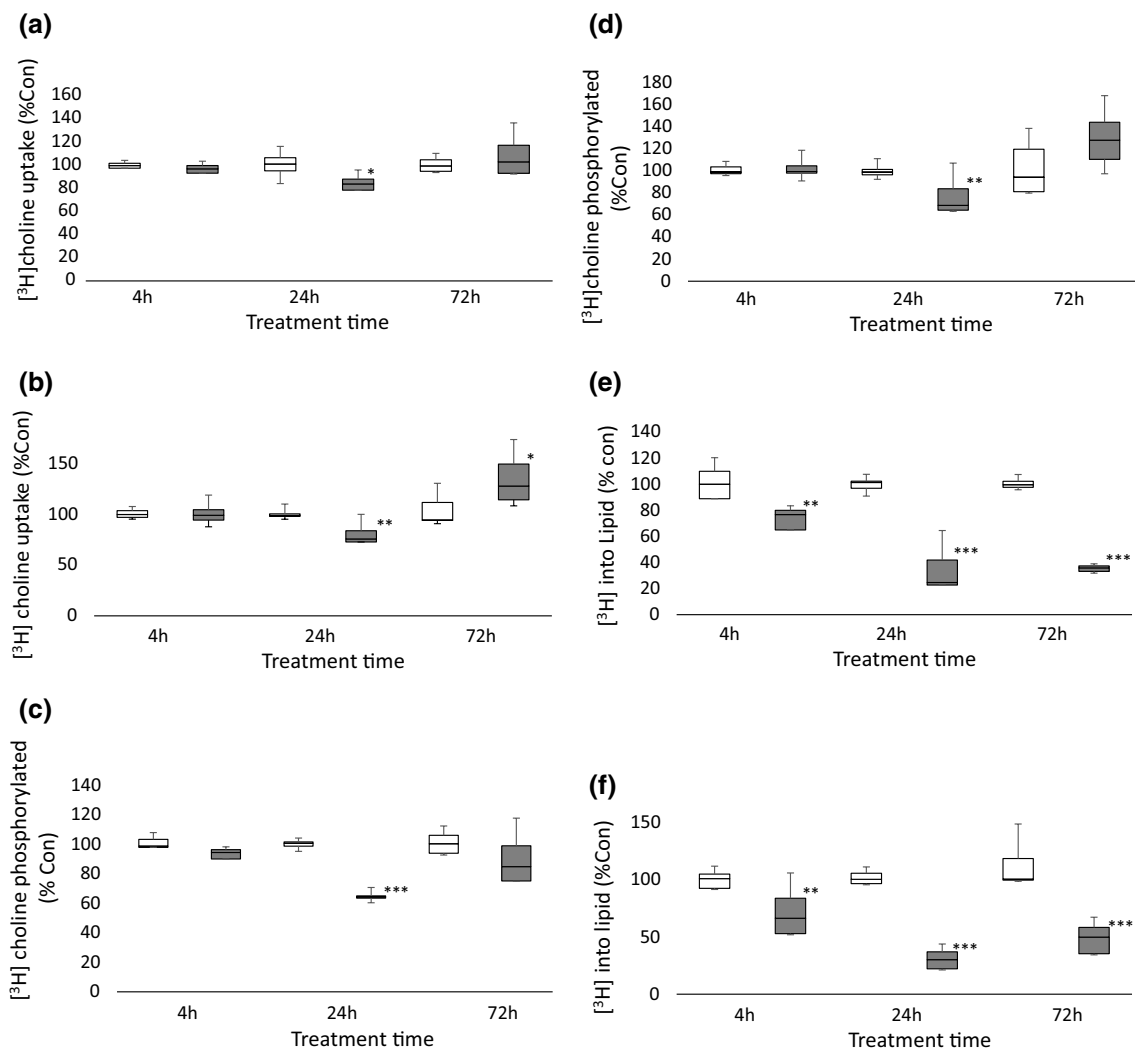 (a)
[³H]choline uptake (%Con)
160
140
120
100
80
60
40
20
0
*
4h 24h 72h
Treatment time
(b)
[³H] choline uptake (%Con)
150
100
50
0
**
*
4h 24h 72h
Treatment time
(c)
[³H] choline phosphorylated
(% Con)
140
120
100
80
60
40
20
0
***
4h 24h 72h
Treatment time
(d)
[³H]choline phosphorylated
(%Con)
180
160
140
120
100
80
60
40
20
0
**
4h 24h 72h
Treatment time
(e)
[³H] into Lipid (% con)
140
120
100
80
60
40
20
0
**
***
***
4h 24h 72h
Treatment time
(f)
[³H] into lipid (%Con)
150
100
50
0
**
***
***
4h 24h 72h
Treatment time